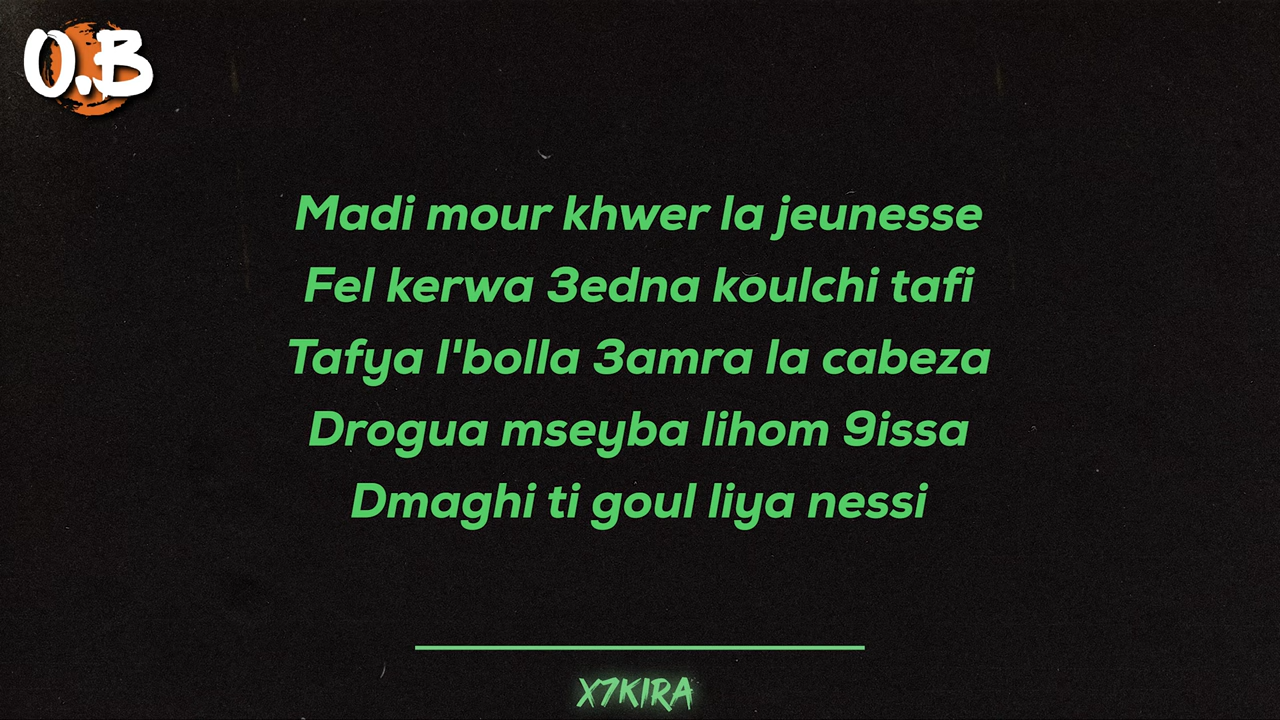 O.B
Madi mour khwer la jeunesse
Fel kerwa 3edna koulchi tafi
Tafya l'bolla 3amra la cabeza
Drogua mseyba lihom 9issa
Dmaghi ti goul liya nessi
X7KIRA